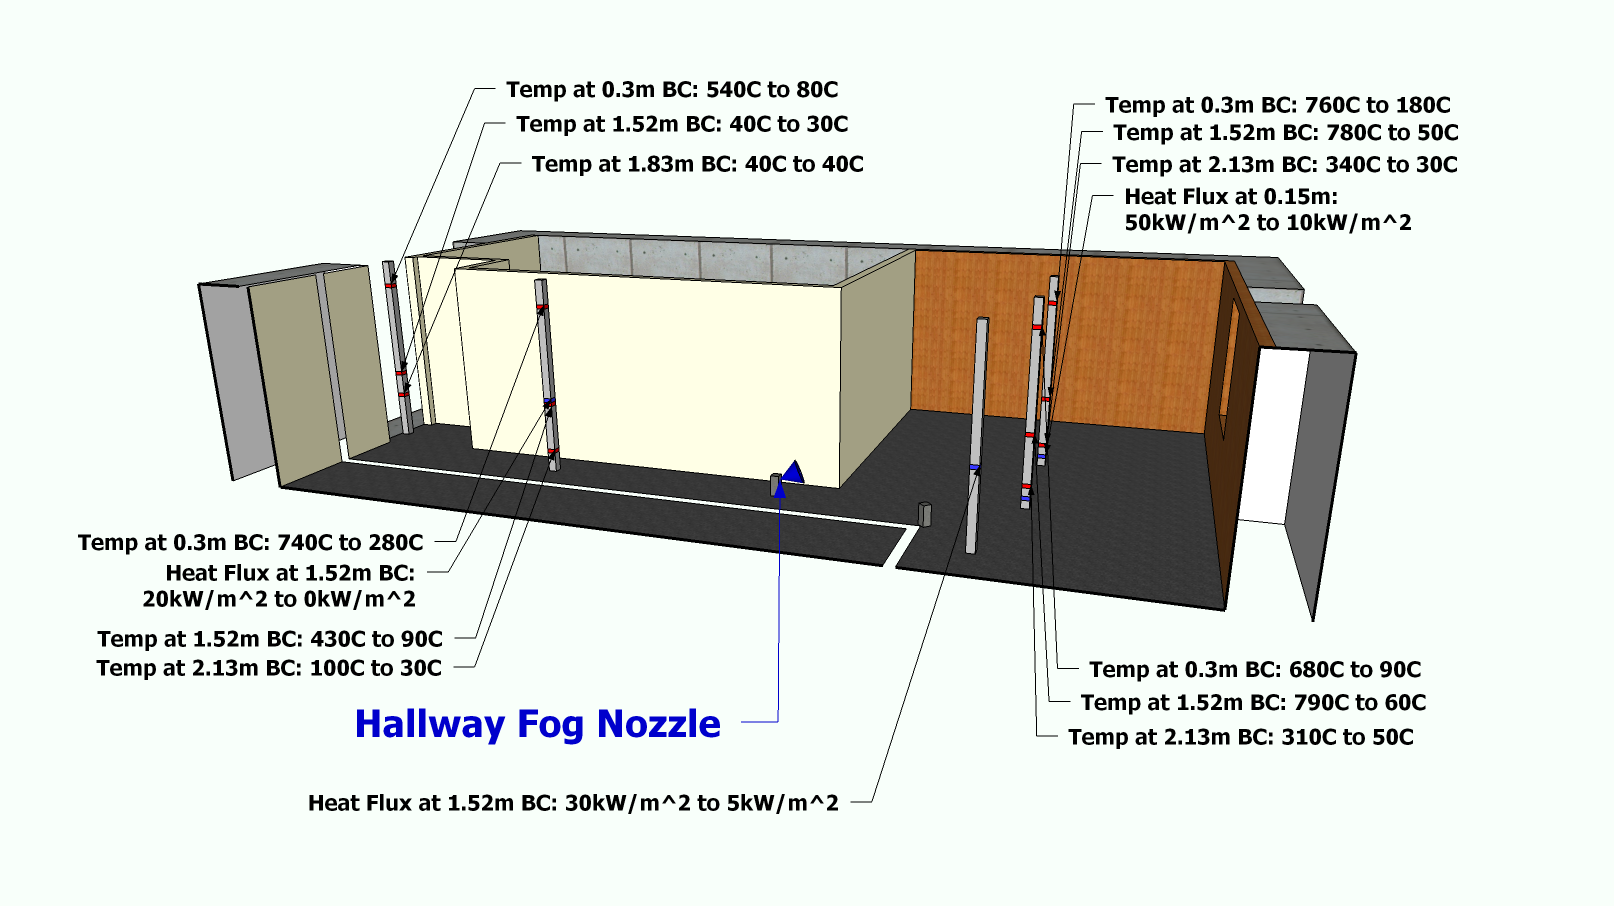 Temp at 0.3m BC: 540C to 80C
Temp at 1.52m BC: 40C to 30C
Temp at 1.83m BC: 40C to 40C
Temp at 0.3m BC: 760C to 180C
Temp at 1.52m BC: 780C to 50C
Temp at 2.13m BC: 340C to 30C
Heat Flux at 0.15m:
50kW/m^2 to 10kW/m^2
Temp at 0.3m BC: 740C to 280C
Heat Flux at 1.52m BC:
20kW/m^2 to 0kW/m^2
Temp at 1.52m BC: 430C to 90C
Temp at 2.13m BC: 100C to 30C
Hallway Fog Nozzle
Temp at 0.3m BC: 680C to 90C
Temp at 1.52m BC: 790C to 60C
Temp at 2.13m BC: 310C to 50C
Heat Flux at 1.52m BC: 30kW/m^2 to 5kW/m^2